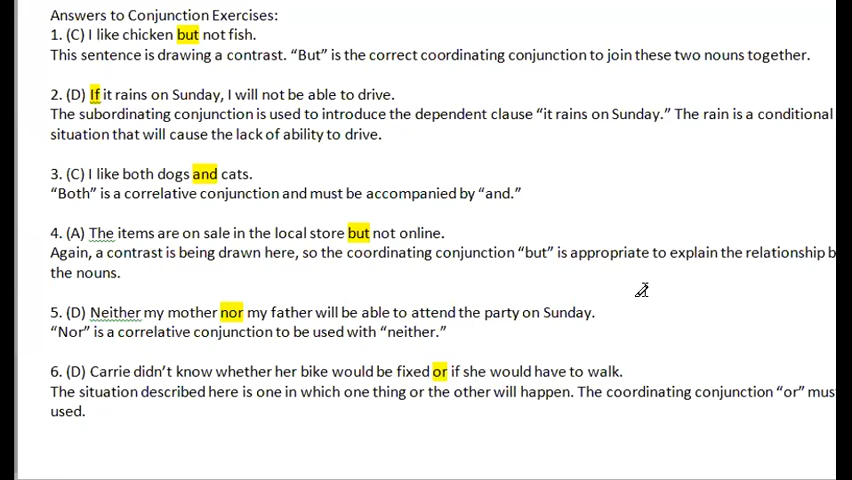 Answers to Conjunction Exercises:
1. (C) I like chicken but not fish.
This sentence is drawing a contrast. “But” is the correct coordinating conjunction to join these two nouns together.
2. (D) If it rains on Sunday, I will not be able to drive.
The subordinating conjunction is used to introduce the dependent clause “it rains on Sunday.” The rain is a conditional
situation that will cause the lack of ability to drive.
3. (C) I like both dogs and cats.
“Both” is a correlative conjunction and must be accompanied by “and.”
4. (A) The items are on sale in the local store but not online.
Again, a contrast is being drawn here, so the coordinating conjunction “but” is appropriate to explain the relationship
the nouns.
5. (D) Neither my mother nor my father will be able to attend the party on Sunday.
“Nor” is a correlative conjunction to be used with “neither.”
6. (D) Carrie didn’t know whether her bike would be fixed or if she would have to walk.
The situation described here is one in which one thing or the other will happen. The coordinating conjunction “or”
used.